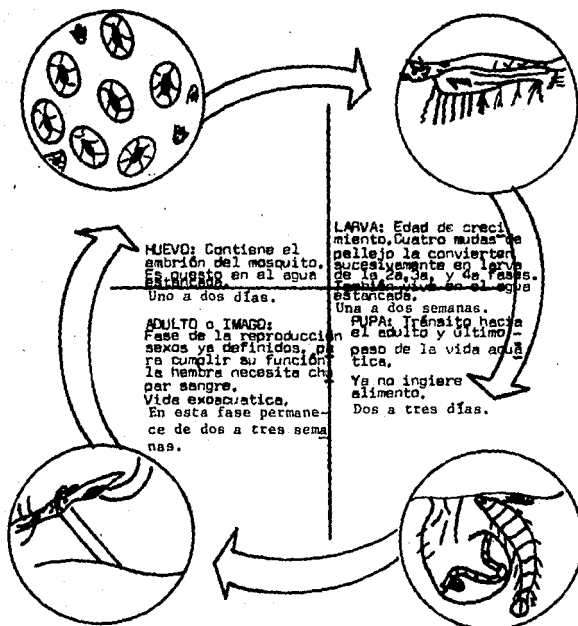 HUEVO: Contiene el
embrión del mosquito.
Es puesto en el agua
estancada.
Uno a dos días.
LARVA: Edad de creci
miento.Cuatro mudas de
pellejo la convierten
sucesivamente en larva
de la 2a,3a, y 4a fases.
También vive en el agua
estancada.
Una a dos semanas.
ADULTO o IMAGO:
Fase de la reproducción
sexos ya definidos, pa
ra cumplir su función
la hembra necesita chu
par sangre.
Vida exoacuatica.
En esta fase permane-
ce de dos a tres sema
nas.
PUPA: Tránsito hacia
el adulto y último -
paso de la vida acuá
tica.
Ya no ingiere
alimento.
Dos a tres días.